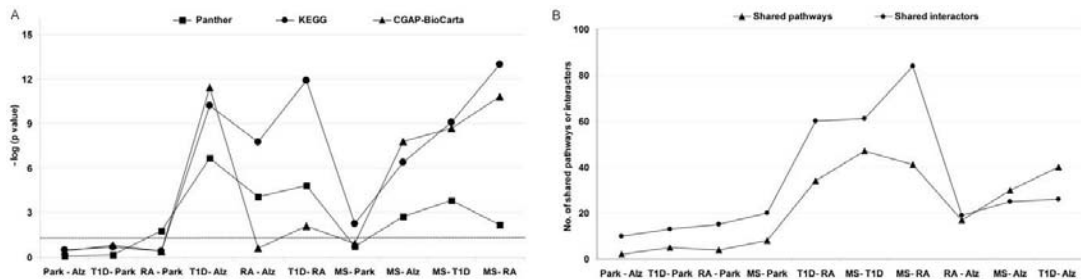 A
Panther KEGG CGAP-BioCarta
15
12
9
6
3
0
- log (p value)
Park - Alz T1D- Park RA - Park T1D- Alz RA - Alz T1D- RA MS- Park MS- Alz MS- T1D MS- RA
B
Shared pathways Shared interactors
100
80
60
40
20
0
No. of shared pathways or interactors
Park - Alz T1D- Park RA - Park MS- Park T1D- RA MS- T1D MS- RA RA - Alz MS- Alz T1D- Alz